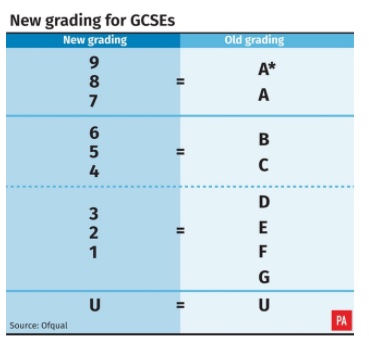 New grading for GCSEs
New grading Old grading
9
8 = A*
7 A
6
5 = B
4 C
3 D
2 = E
1 F
G
U = U
Source: Ofqual PA